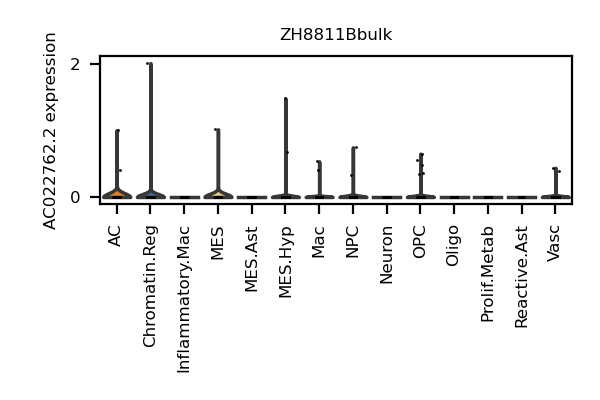 ZH8811Bbulk
AC022762.2 expression
2
0
AC
Chromatin.Reg
Inflammatory.Mac
MES
MES.Ast
MES.Hyp
Mac
NPC
Neuron
OPC
Oligo
Prolif.Metab
Reactive.Ast
Vasc